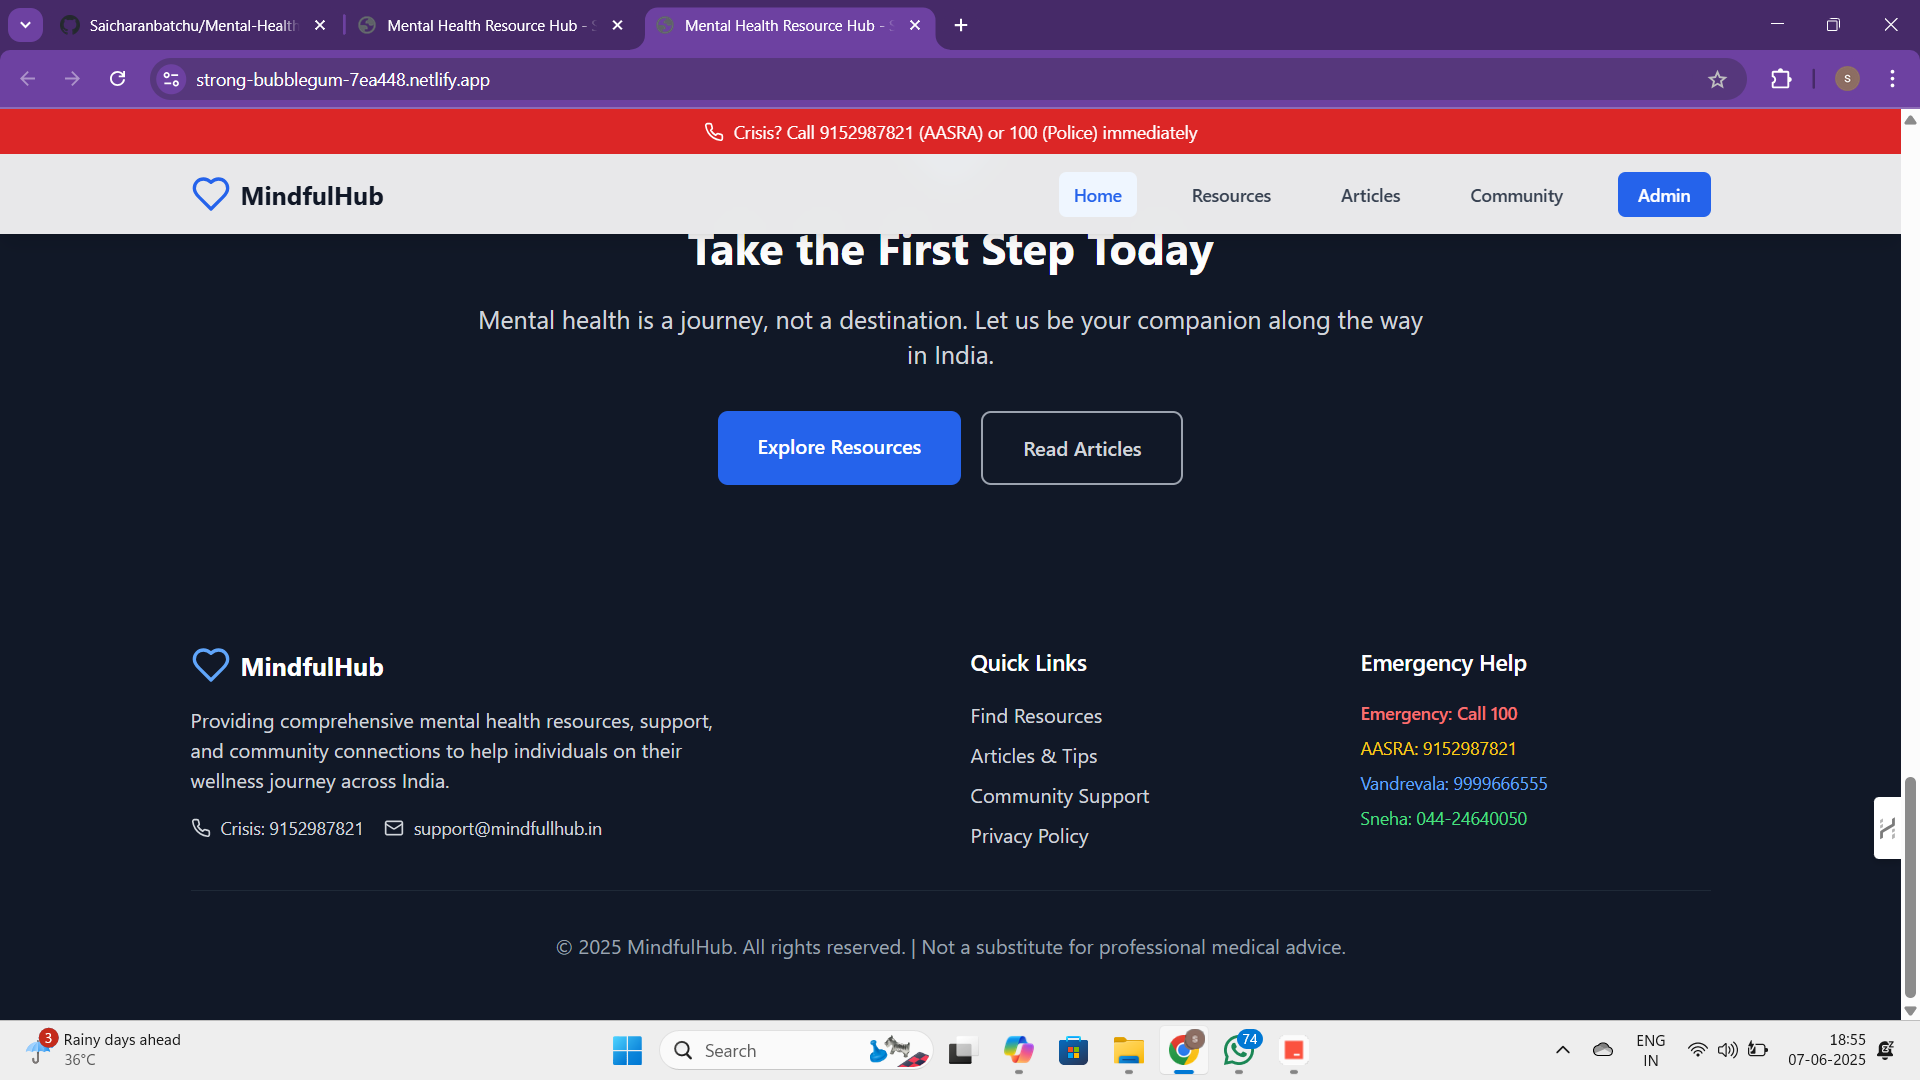 Saicharanbatchu/Mental-Healt
Mental Health Resource Hub -
Mental Health Resource Hub -
strong-bubblegum-7ea448.netlify.app
S
Crisis? Call 9152987821 (AASRA) or 100 (Police) immediately
MindfulHub
Home
Resources
Articles
Community
Admin
Take the First Step Today
Mental health is a journey, not a destination. Let us be your companion along the way
in India.
Explore Resources
Read Articles
MindfulHub
Providing comprehensive mental health resources, support,
and community connections to help individuals on their
wellness journey across India.
Crisis: 9152987821
support@mindfullhub.in
Quick Links
Find Resources
Articles & Tips
Community Support
Privacy Policy
Emergency Help
Emergency: Call 100
AASRA: 9152987821
Vandrevala: 9999666555
Sneha: 044-24640050
© 2025 MindfulHub. All rights reserved. | Not a substitute for professional medical advice.
3
Rainy days ahead
36°C
Search
S
74
ENG
IN
18:55
07-06-2025